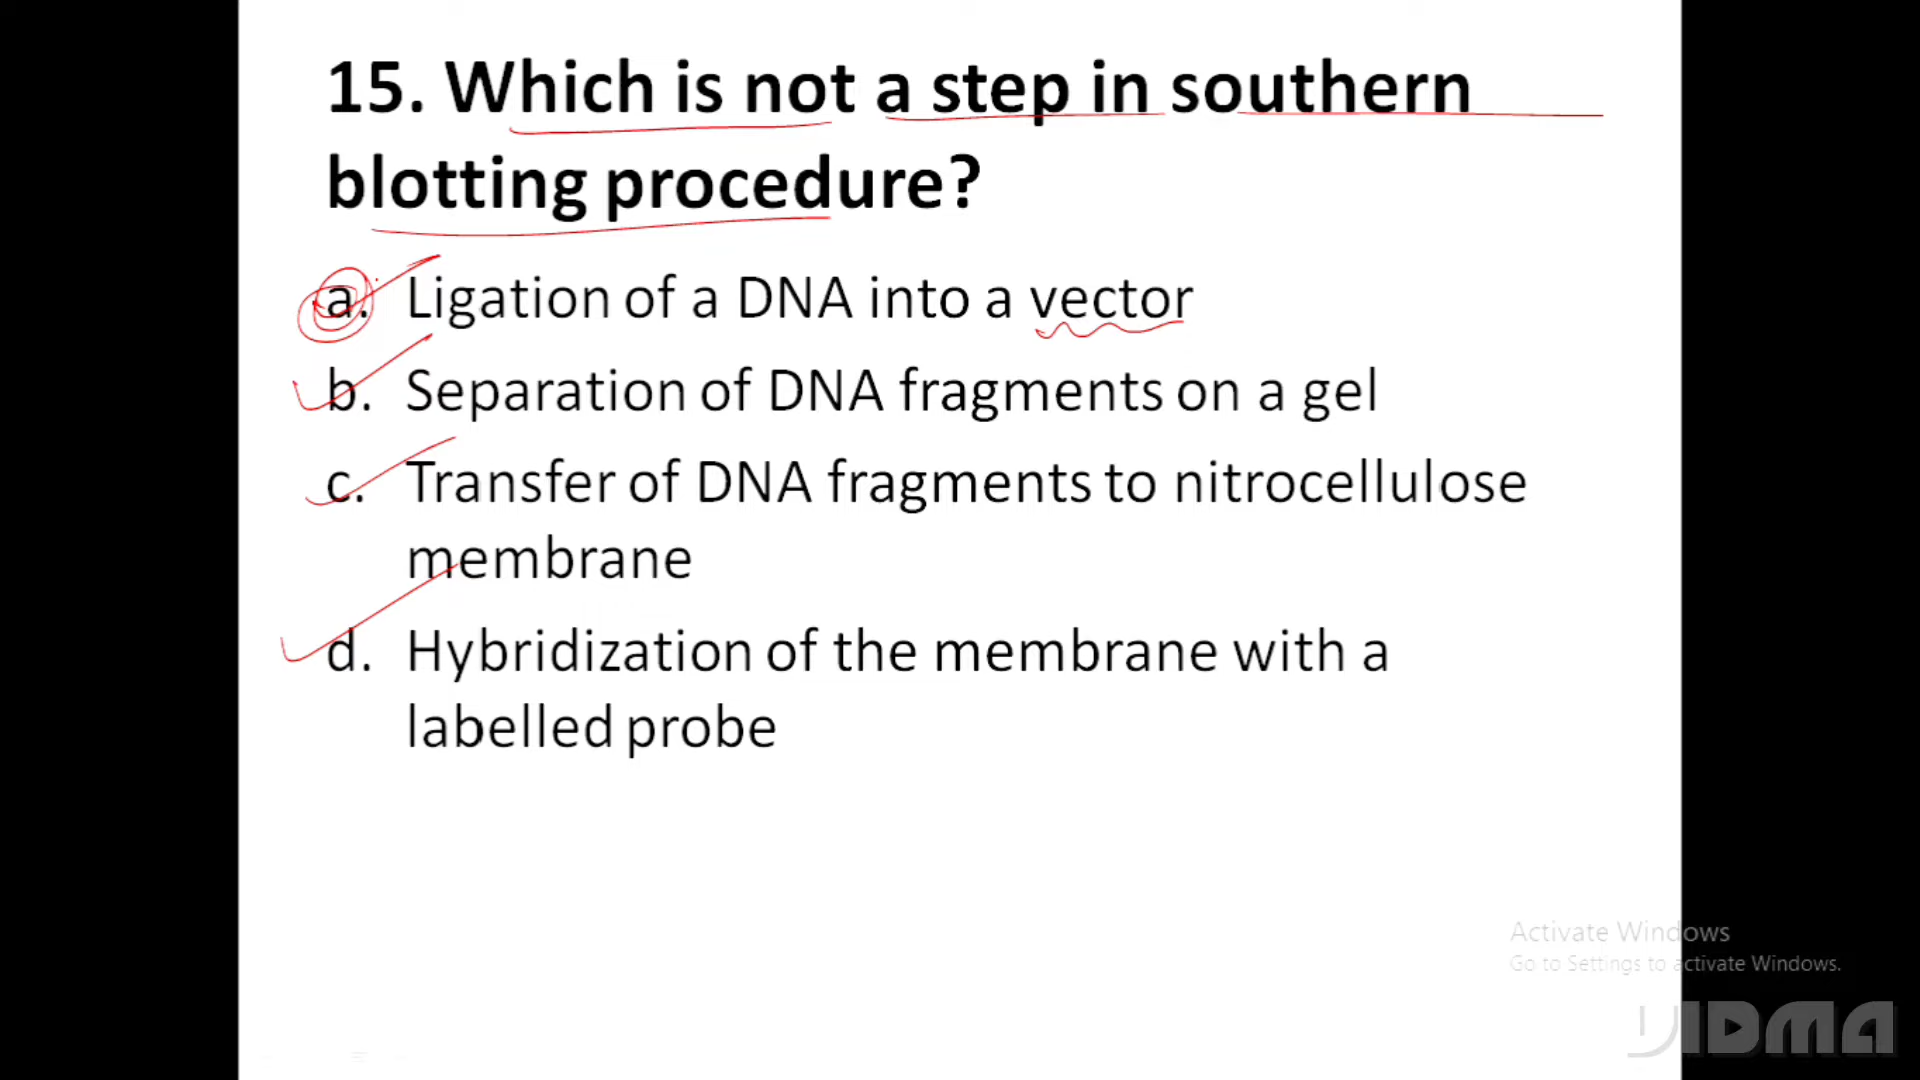 15. Which is not a step in southern
blotting procedure?
a. Ligation of a DNA into a vector
b. Separation of DNA fragments on a gel
c. Transfer of DNA fragments to nitrocellulose
membrane
d. Hybridization of the membrane with a
labelled probe
Activate Windows
Go to Settings to activate Windows.
VIDMA